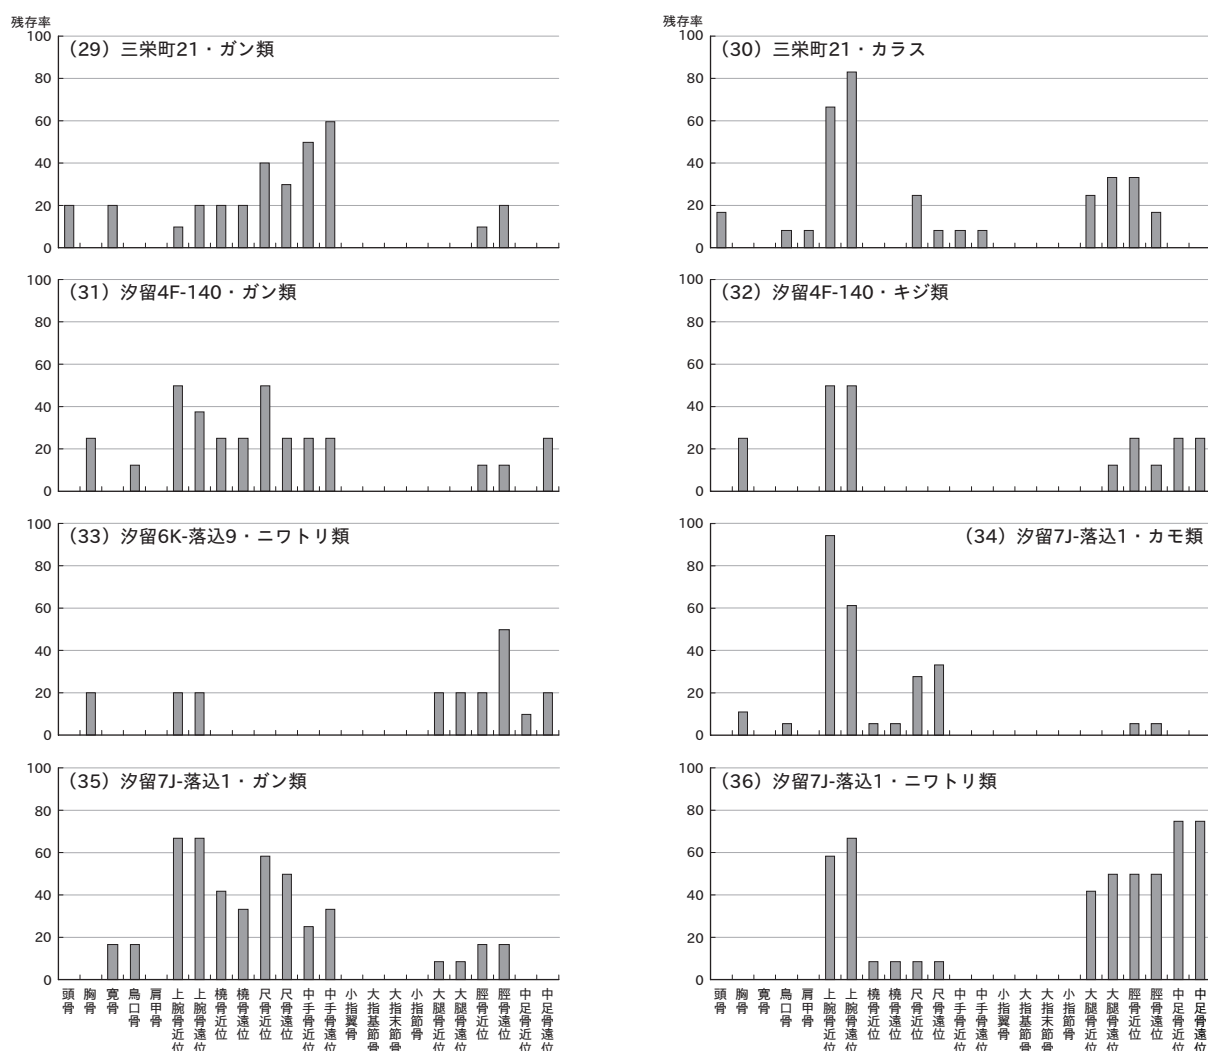 残存率
100
80
60
40
20
0
(29) 三栄町21・ガン類
残存率
100
80
60
40
20
0
(30) 三栄町21・カラス
100
80
60
40
20
0
(31) 汐留4F-140・ガン類
100
80
60
40
20
0
(32) 汐留4F-140・キジ類
100
80
60
40
20
0
(33) 汐留6K-落込9・ニワトリ類
100
80
60
40
20
0
(34) 汐留7J-落込1・カモ類
100
80
60
40
20
0
(35) 汐留7J-落込1・ガン類
頭骨
胸骨
寛骨
烏口骨
肩甲骨
上腕骨近位
上腕骨遠位
橈骨近位
橈骨遠位
尺骨近位
尺骨遠位
中手骨近位
中手骨遠位
小指翼骨
大指基節骨
大指末節骨
小指節骨
大腿骨近位
大腿骨遠位
脛骨近位
脛骨遠位
中足骨近位
中足骨遠位
100
80
60
40
20
0
(36) 汐留7J-落込1・ニワトリ類
頭骨
胸骨
寛骨
烏口骨
肩甲骨
上腕骨近位
上腕骨遠位
橈骨近位
橈骨遠位
尺骨近位
尺骨遠位
中手骨近位
中手骨遠位
小指翼骨
大指基節骨
大指末節骨
小指節骨
大腿骨近位
大腿骨遠位
脛骨近位
脛骨遠位
中足骨近位
中足骨遠位